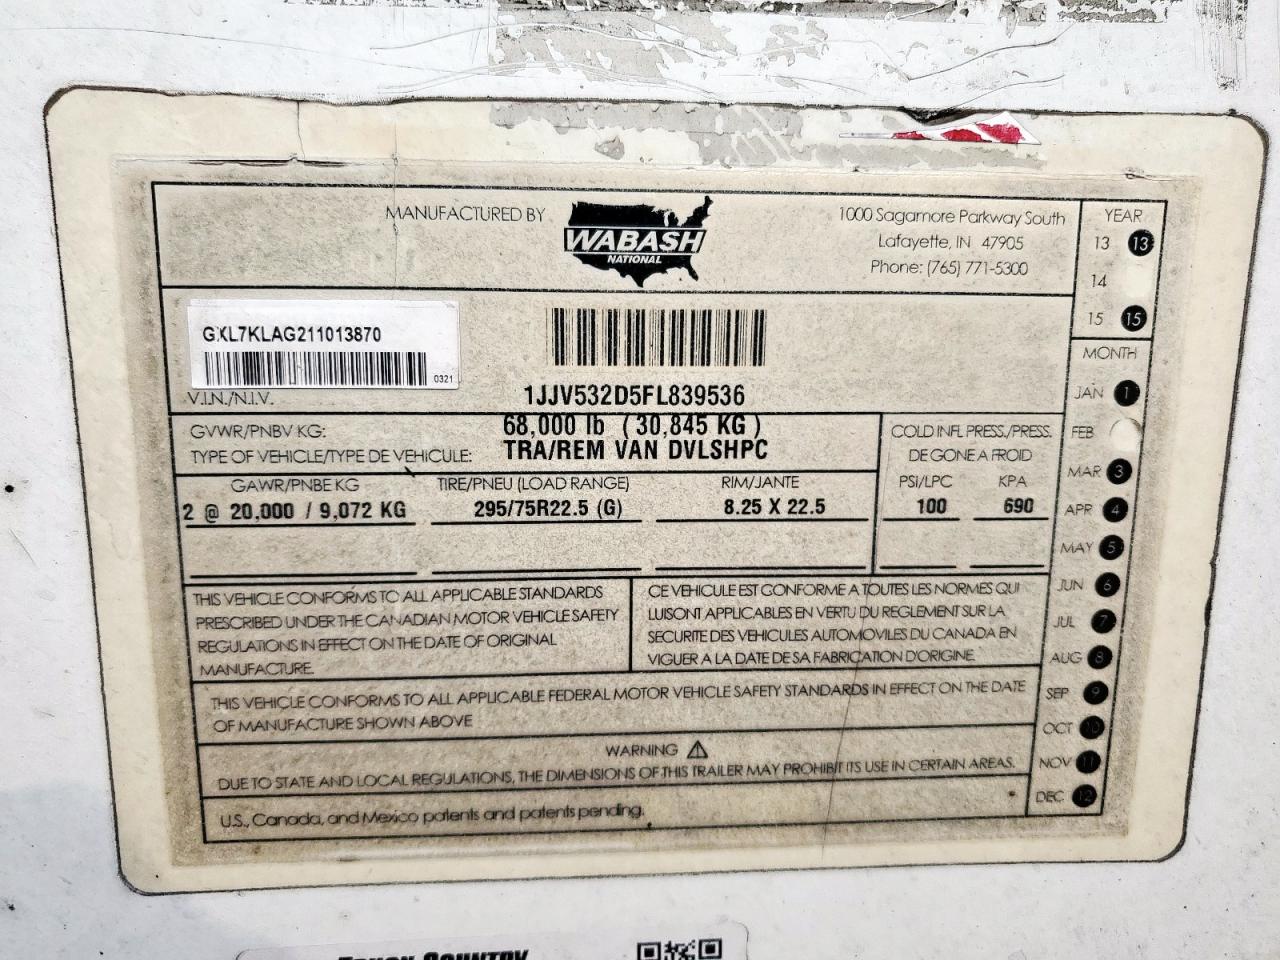 MANUFACTURED BY
WABASH
NATIONAL
1000 Sagamore Parkway South
Lafayette, IN 47905
Phone: (765) 771-5300
YEAR
13 13
14
15 15
GXL7KLAG211013870
0321
V.I.N./N.I.V.
1JJV532D5FL839536
GVWR/PNBV KG: 68,000 lb ( 30,845 KG )
TYPE OF VEHICLE/TYPE DE VEHICULE: TRA/REM VAN DVLSHPC
COLD INFL PRESS./PRESS.
DE GONE A FROID
PSI/LPC KPA
GAWR/PNBE KG TIRE/PNEU (LOAD RANGE) RIM/JANTE
2 @ 20,000 / 9,072 KG 295/75R22.5 (G) 8.25 X 22.5 100 690
MONTH
JAN 1
FEB
MAR 3
APR 4
MAY 5
JUN 6
JUL 7
AUG 8
SEP 9
OCT 10
NOV 11
DEC 12
THIS VEHICLE CONFORMS TO ALL APPLICABLE STANDARDS
PRESCRIBED UNDER THE CANADIAN MOTOR VEHICLE SAFETY
REGULATIONS IN EFFECT ON THE DATE OF ORIGINAL
MANUFACTURE.
CE VEHICULE EST CONFORME A TOUTES LES NORMES QUI
LUI SONT APPLICABLES EN VERTU DU REGLEMENT SUR LA
SECURITE DES VEHICULES AUTOMOVILES DU CANADA EN
VIGUER A LA DATE DE SA FABRICATION D'ORIGINE.
THIS VEHICLE CONFORMS TO ALL APPLICABLE FEDERAL MOTOR VEHICLE SAFETY STANDARDS IN EFFECT ON THE DATE
OF MANUFACTURE SHOWN ABOVE
WARNING
DUE TO STATE AND LOCAL REGULATIONS, THE DIMENSIONS OF THIS TRAILER MAY PROHIBIT ITS USE IN CERTAIN AREAS.
U.S., Canada, and Mexico patents and patents pending.
TRUCK COUNTRY